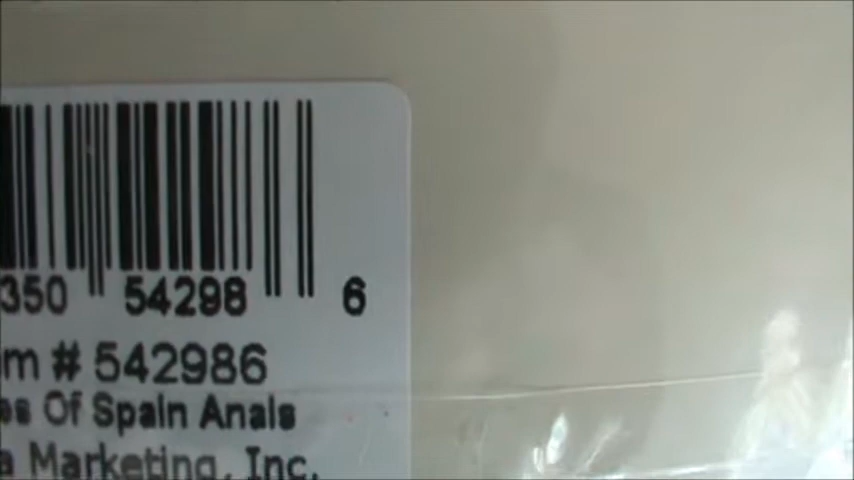 350 54298 6
m # 542986
es Of Spain Anais
a Marketing, Inc.